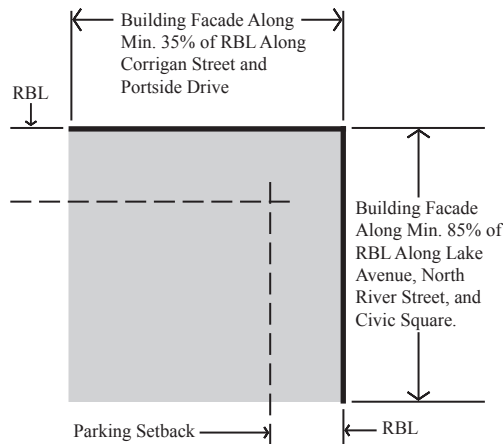 Building Facade Along
Min. 35% of RBL Along
Corrigan Street and
Portside Drive
RBL
Building Facade
Along Min. 85% of
RBL Along Lake
Avenue, North
River Street, and
Civic Square.
Parking Setback
RBL